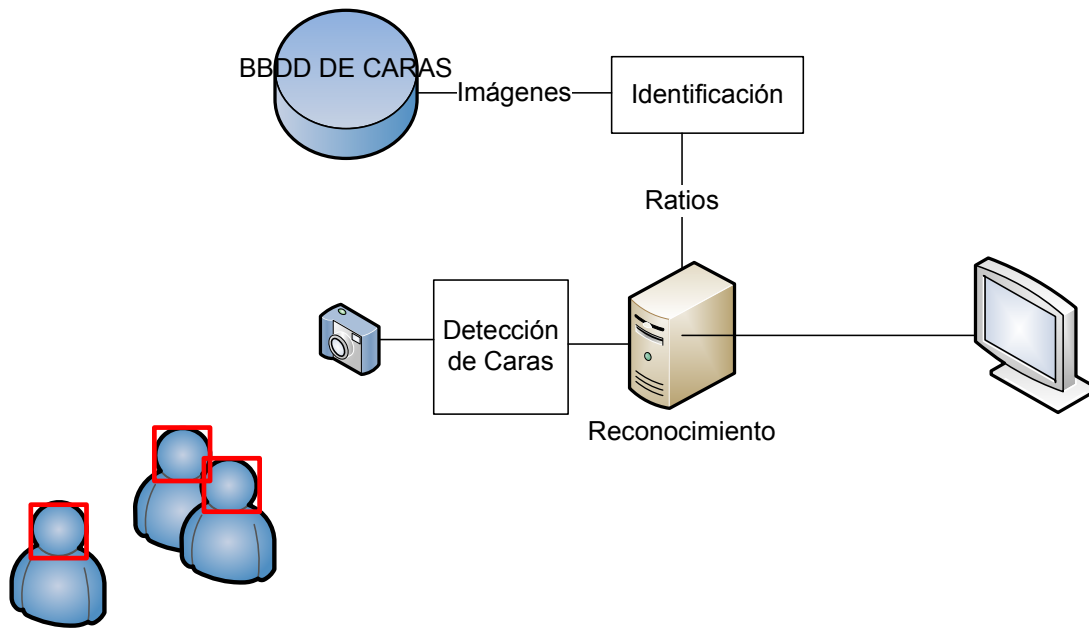 BBDD DE CARAS
Imágenes
Identificación
Ratios
Detección
de Caras
Reconocimiento